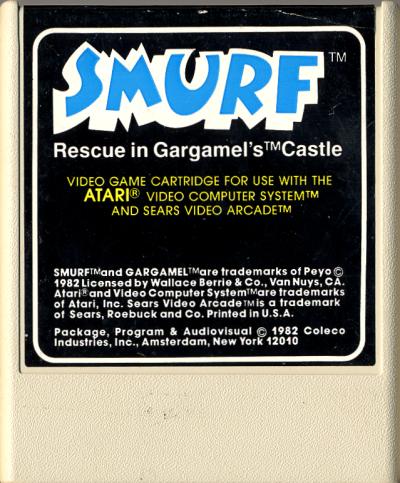 SMURF™
Rescue in Gargamel's™Castle
VIDEO GAME CARTRIDGE FOR USE WITH THE
ATARI® VIDEO COMPUTER SYSTEM™
AND SEARS VIDEO ARCADE™
SMURF™and GARGAMEL™are trademarks of Peyo©
1982 Licensed by Wallace Berrie & Co., Van Nuys, CA.
Atari®and Video Computer System™are trademarks
of Atari, Inc. Sears Video Arcade™is a trademark
of Sears, Roebuck and Co. Printed in U.S.A.
Package, Program & Audiovisual © 1982 Coleco
Industries, Inc., Amsterdam, New York 12010